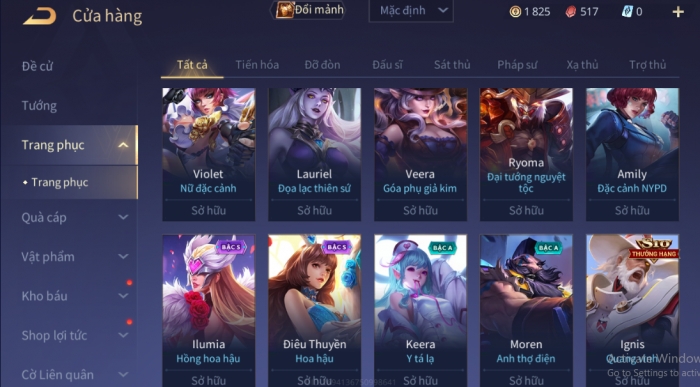 Cửa hàng
Đổi mảnh
Mặc định
1 825
517
0
Đề cử
Tướng
Trang phục
Trang phục
Quà cáp
Vật phẩm
Kho báu
Shop lợi tức
Cờ Liên quân
Tất cả Tiến hóa Đỡ đòn Đấu sĩ Sát thủ Pháp sư Xạ thủ Trợ thủ
Violet
Nữ đặc cảnh
Sở hữu
Lauriel
Đọa lạc thiên sứ
Sở hữu
Veera
Góa phụ giả kim
Sở hữu
Ryoma
Đại tướng nguyệt
tộc
Sở hữu
Amily
Đặc cảnh NYPD
Sở hữu
BẬC S
Ilumia
Hồng hoa hậu
Sở hữu
BẬC S
Điêu Thuyền
Hoa hậu
Sở hữu
BẬC A
Keera
Y tá lạ
Sở hữu
BẬC A
Moren
Anh thợ điện
Sở hữu
THƯỞNG HẠNG
Ignis
Quang vinh
Sở hữu
Activate Window
Go to Settings to acti